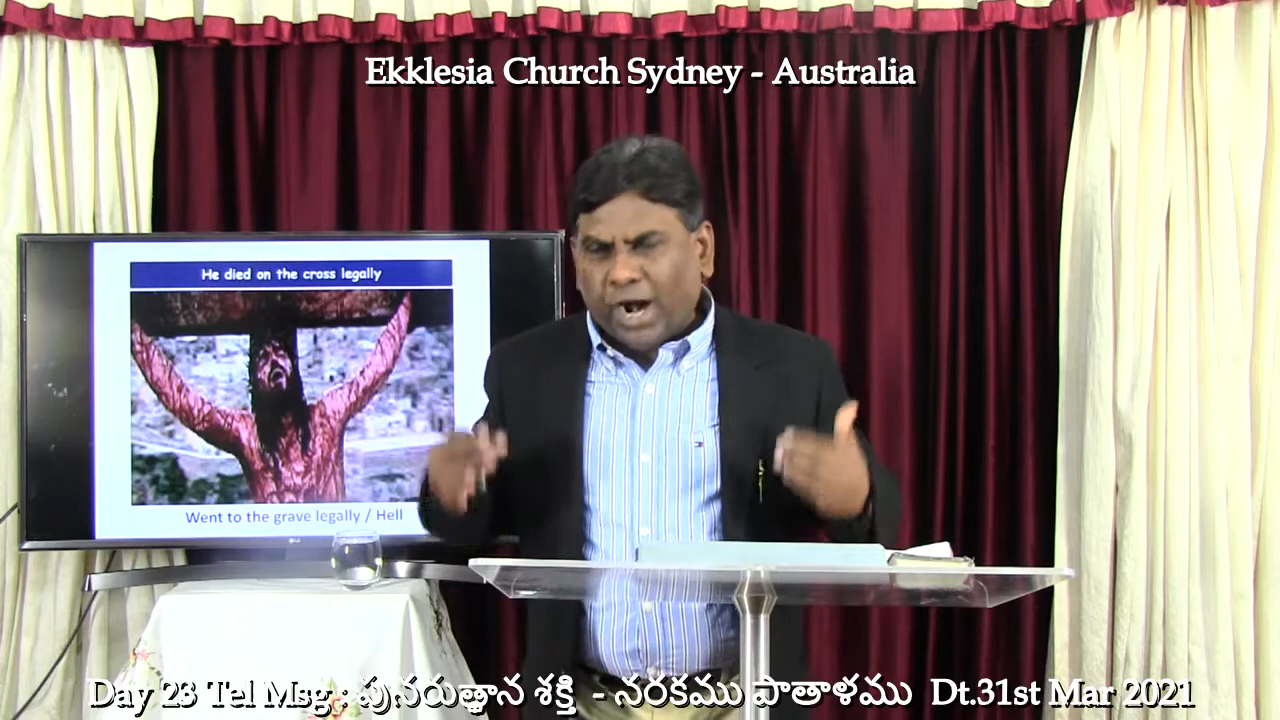 Ekklesia Church Sydney - Australia
He died on the cross legally
Went to the grave legally / Hell
LG
Day 23 Tel Msg : పునరుత్థాన శక్తి - నరకము పాతాళము Dt.31st Mar 2021